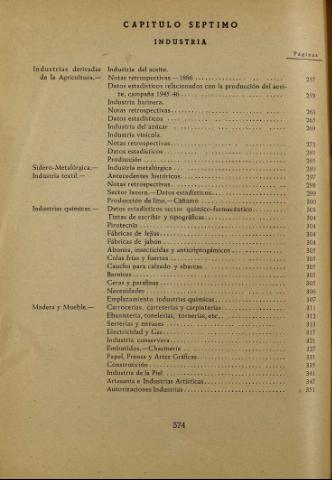 CAPITULO SEPTIMO
INDUSTRIA
Páginas
Industrias derivadas de la Agricultura.— Industria del aceite.
Notas retrospectivas — 1886 257
Datos estadísticos relacionados con la producción del acei-
te, campaña 1945-46 259
Industria harinera.
Notas retrospectivas 263
Datos estadísticos 265
Industria del azúcar 269
Industria vinícola.
Notas retrospectivas 273
Datos estadísticos 281
Producción 285
Sidero-Metalúrgica.— Industria metalúrgica 289
Industria textil.— Antecedentes históricos 297
Notas retrospectivas 298
Sector lanero.—Datos estadísticos 299
Producción de lino.—Cáñamo 303
Industrias químicas.— Datos estadísticos sector químico-farmacéutico 304
Tintas de escribir y tipográficas 304
Pirotecnia 304
Fábricas de lejías 304
Fábricas de jabón 304
Abonos, insecticidas y anticriptogámicos 305
Colas frías y fuertes 305
Caucho para calzado y abarcas 305
Barnices 305
Ceras y parafinas 305
Necesidades 306
Emplazamiento industrias químicas 307
Madera y Mueble.— Carrocerías, carreterías y carpinterías 311
Ebanistería, tonelerías, tornerías, etc. 312
Serrerías y envases 313
Electricidad y Gas 317
Industria conservera 321
Embutidos.—Chacinería 327
Papel, Prensa y Artes Gráficas 331
Construcción 335
Industria de la Piel 341
Artesanía e Industrias Artísticas 347
Autorizaciones Industrias 351
574